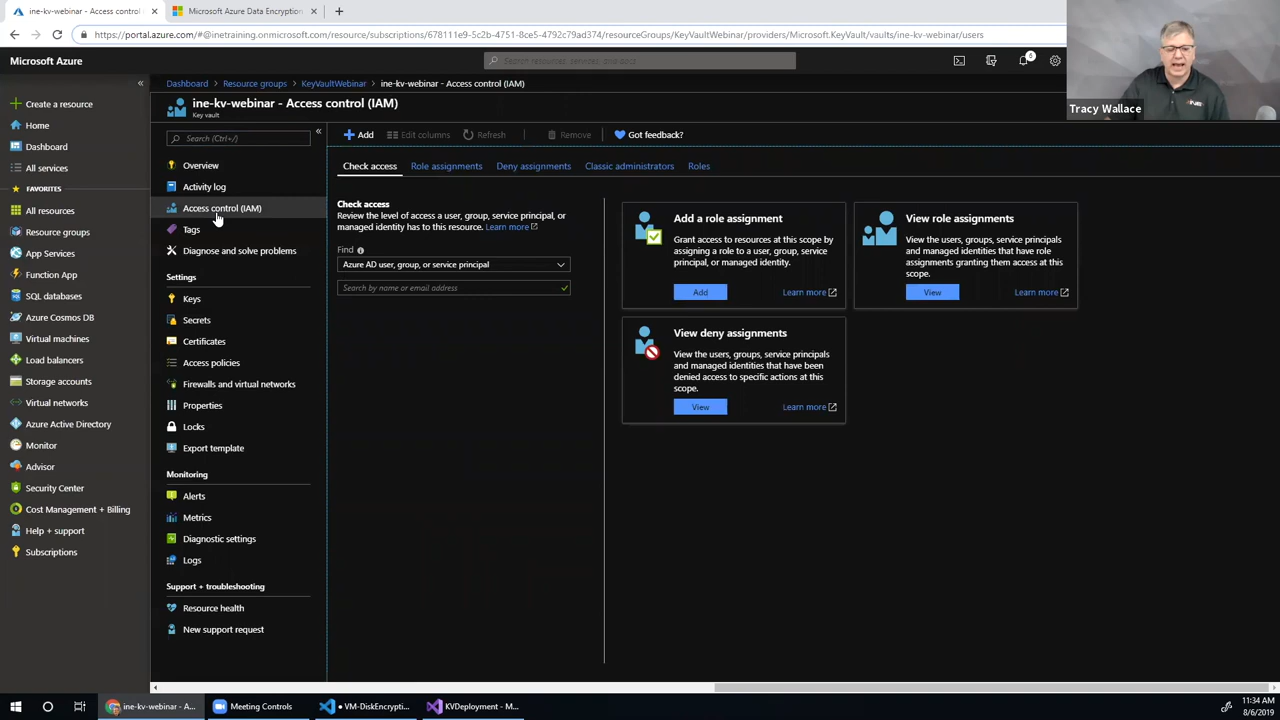 ine-kv-webinar - Access control (
Microsoft Azure Data Encryption
https://portal.azure.com/#@inetraining.onmicrosoft.com/resource/subscriptions/678111e9-5c2b-4751-8ce5-4792c79ad374/resourceGroups/KeyVaultWebinar/providers/Microsoft.KeyVault/vaults/ine-kv-webinar/users
Microsoft Azure
Search resources, services, and docs
6
Tracy Wallace
Create a resource
Home
Dashboard
All services
FAVORITES
All resources
Resource groups
App Services
Function App
SQL databases
Azure Cosmos DB
Virtual machines
Load balancers
Storage accounts
Virtual networks
Azure Active Directory
Monitor
Advisor
Security Center
Cost Management + Billing
Help + support
Subscriptions
Dashboard > Resource groups > KeyVaultWebinar > ine-kv-webinar - Access control (IAM)
ine-kv-webinar - Access control (IAM)
Key vault
Search (Ctrl+/)
Overview
Activity log
Access control (IAM)
Tags
Diagnose and solve problems
Settings
Keys
Secrets
Certificates
Access policies
Firewalls and virtual networks
Properties
Locks
Export template
Monitoring
Alerts
Metrics
Diagnostic settings
Logs
Support + troubleshooting
Resource health
New support request
Add Edit columns Refresh Remove Got feedback?
Check access Role assignments Deny assignments Classic administrators Roles
Check access
Review the level of access a user, group, service principal, or
managed identity has to this resource. Learn more
Find
Azure AD user, group, or service principal
Search by name or email address
Add a role assignment
Grant access to resources at this scope by
assigning a role to a user, group, service
principal, or managed identity.
Add Learn more
View role assignments
View the users, groups, service principals
and managed identities that have role
assignments granting them access at this
scope.
View Learn more
View deny assignments
View the users, groups, service principals
and managed identities that have been
denied access to specific actions at this
scope.
View Learn more
ine-kv-webinar - A...
Meeting Controls
● VM-DiskEncrypti...
KVDeployment - M...
11:34 AM
8/6/2019